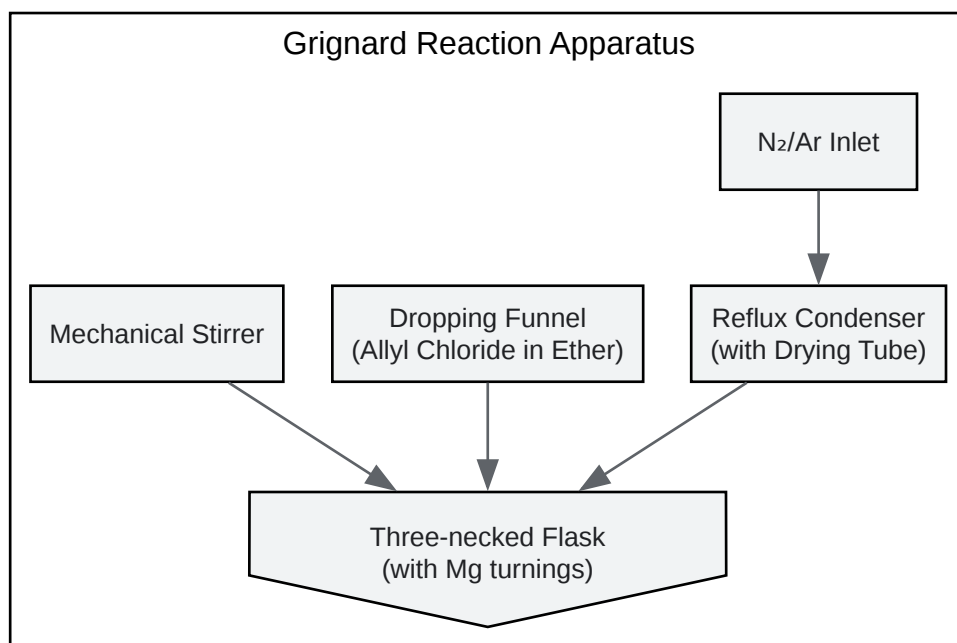 Grignard Reaction Apparatus
N₂/Ar Inlet
Mechanical Stirrer
Dropping Funnel
(Allyl Chloride in Ether)
Reflux Condenser
(with Drying Tube)
Three-necked Flask
(with Mg turnings)